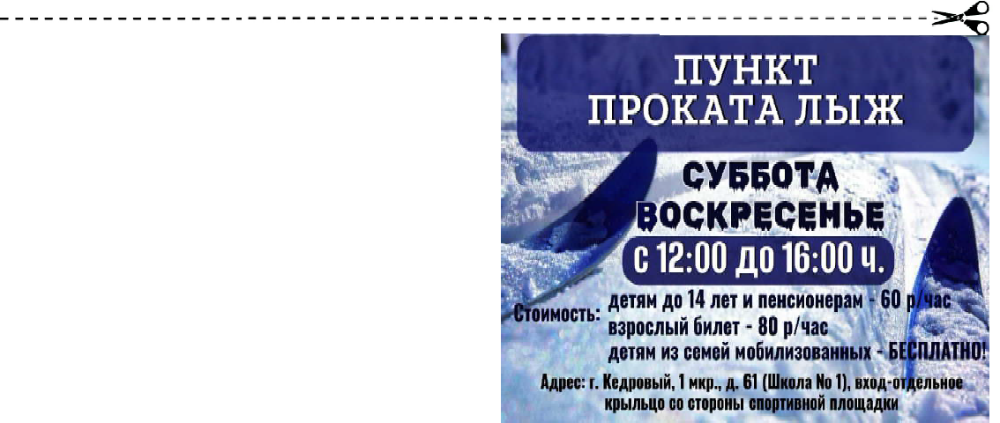 ПУНКТ
ПРОКАТА ЛЫЖ
СУББОТА
ВОСКРЕСЕНЬЕ
с 12:00 до 16:00 ч.
Стоимость:
детям до 14 лет и пенсионерам - 60 р/час
взрослый билет - 80 р/час
детям из семей мобилизованных - БЕСПЛАТНО!
Адрес: г. Кедровый, 1 мкр., д. 61 (Школа № 1), вход-отдельное
крыльцо со стороны спортивной площадки